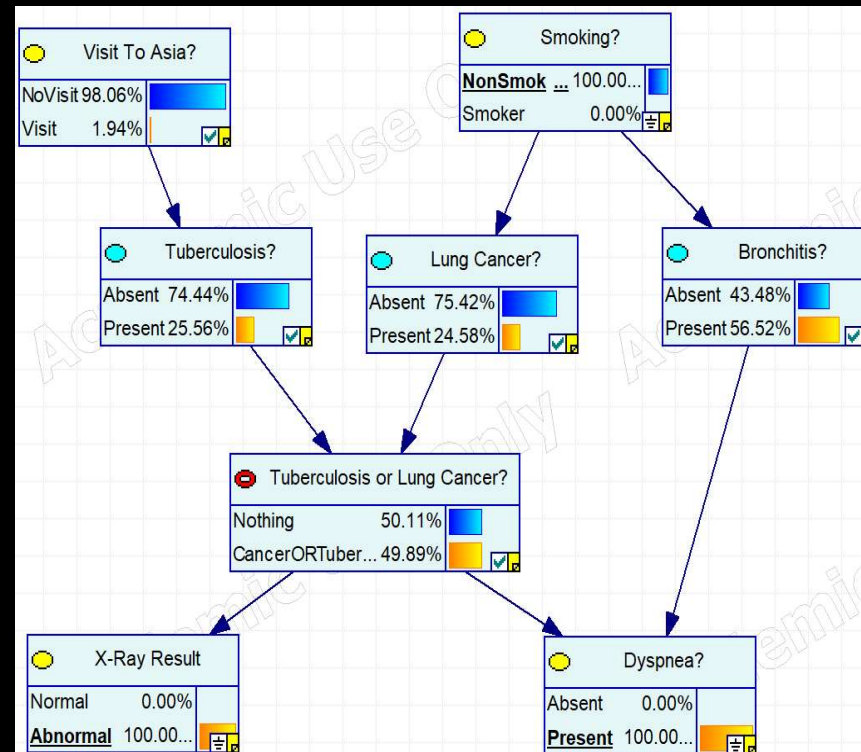 Visit To Asia?
NoVisit 98.06%
Visit 1.94%
Smoking?
NonSmok ... 100.00...
Smoker 0.00%
Tuberculosis?
Absent 74.44%
Present 25.56%
Lung Cancer?
Absent 75.42%
Present 24.58%
Bronchitis?
Absent 43.48%
Present 56.52%
Tuberculosis or Lung Cancer?
Nothing 50.11%
CancerORTuber... 49.89%
X-Ray Result
Normal 0.00%
Abnormal 100.00...
Dyspnea?
Absent 0.00%
Present 100.00...